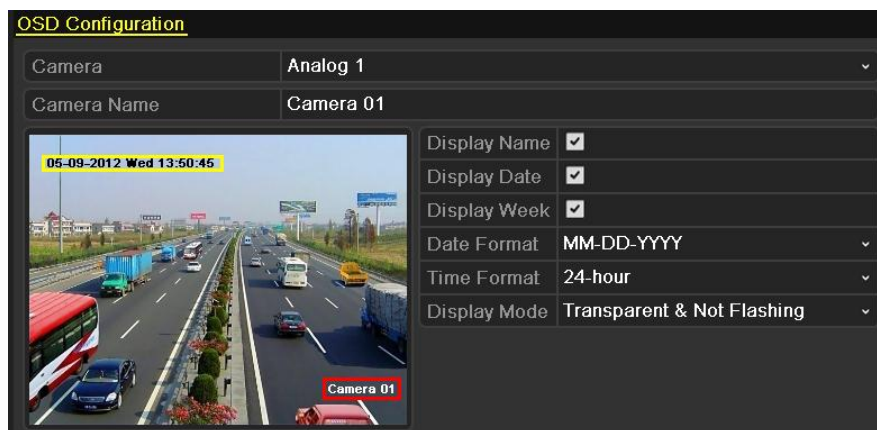 OSD Configuration
Camera Analog 1
Camera Name Camera 01
05-09-2012 Wed 13:50:45
Camera 01
Display Name
Display Date
Display Week
Date Format MM-DD-YYYY
Time Format 24-hour
Display Mode Transparent & Not Flashing